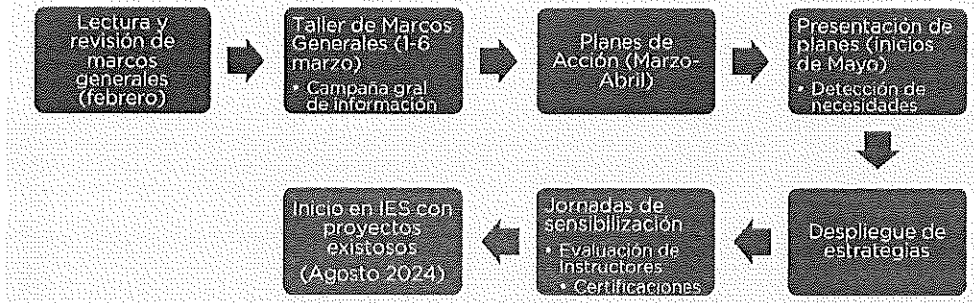 Lectura y
revisión de
marcos
generales
(febrero)
Taller de Marcos
Generales (1-6
marzo)
• Campaña gral
de información
Planes de
Acción (Marzo-
Abril)
Presentación de
planes (inicios
de Mayo)
• Detección de
necesidades
Despliegue de
estrategias
Jornadas de
sensibilización
• Evaluación de
Instructores
• Certificaciones
Inicio en IES con
proyectos
existosos
(Agosto 2024)